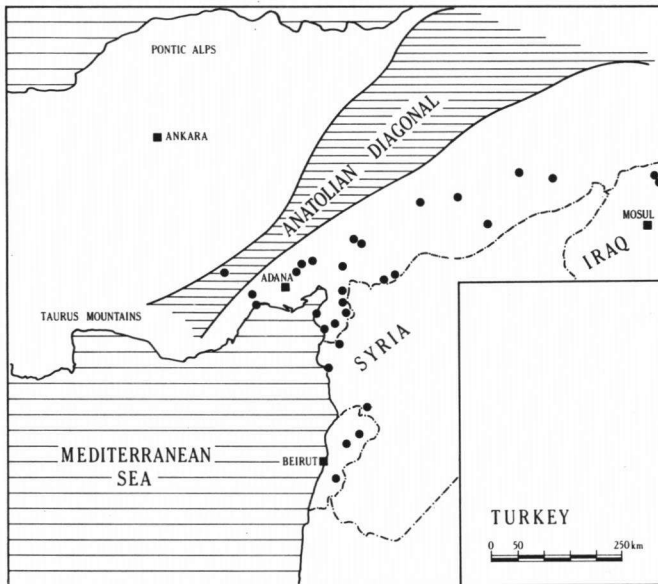 PONTIC ALPS
ANKARA
ANATOLIAN DIAGONAL
MOSUL
IRAQ
ADANA
TAURUS MOUNTAINS
SYRIA
MEDITERRANEAN
SEA
BEIRUT
TURKEY
0 50 250 km